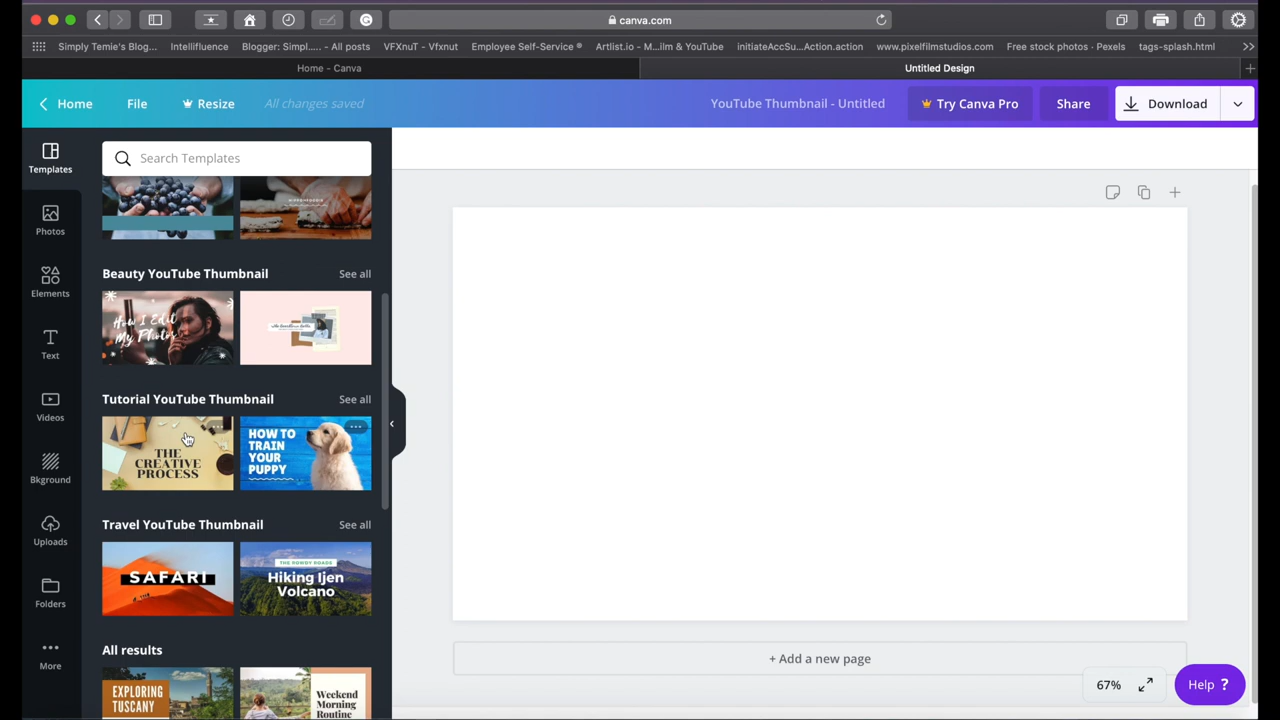 canva.com
Simply Temie's Blog...
Intellifluence
Blogger: Simpl..... - All posts
VFXnuT - Vfxnut
Employee Self-Service ®
Artlist.io - M...ilm & YouTube
initiateAccSu...Action.action
www.pixelfilmstudios.com
Free stock photos · Pexels
tags-splash.html
Home - Canva
Untitled Design
Home
File
Resize
All changes saved
YouTube Thumbnail - Untitled
Try Canva Pro
Share
Download
Templates
Photos
Elements
Text
Videos
Bkground
Uploads
Folders
More
Search Templates
Beauty YouTube Thumbnail
See all
How I Edit
My Photos
Tutorial YouTube Thumbnail
See all
THE
CREATIVE
PROCESS
HOW TO
TRAIN
YOUR
PUPPY
Travel YouTube Thumbnail
See all
SAFARI
THE ROWDY ROADS
Hiking Ijen
Volcano
All results
EXPLORING
TUSCANY
Weekend
Morning
Routine
+ Add a new page
67%
Help ?